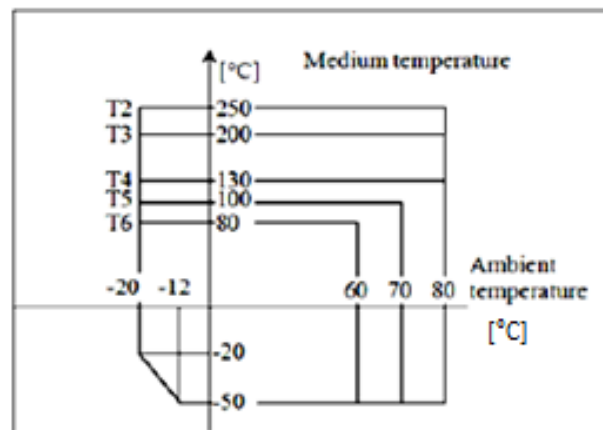 [°C] Medium temperature
T2 250
T3 200
T4 130
T5 100
T6 80
-20 -12 60 70 80 Ambient temperature
[°C]
-20
-50